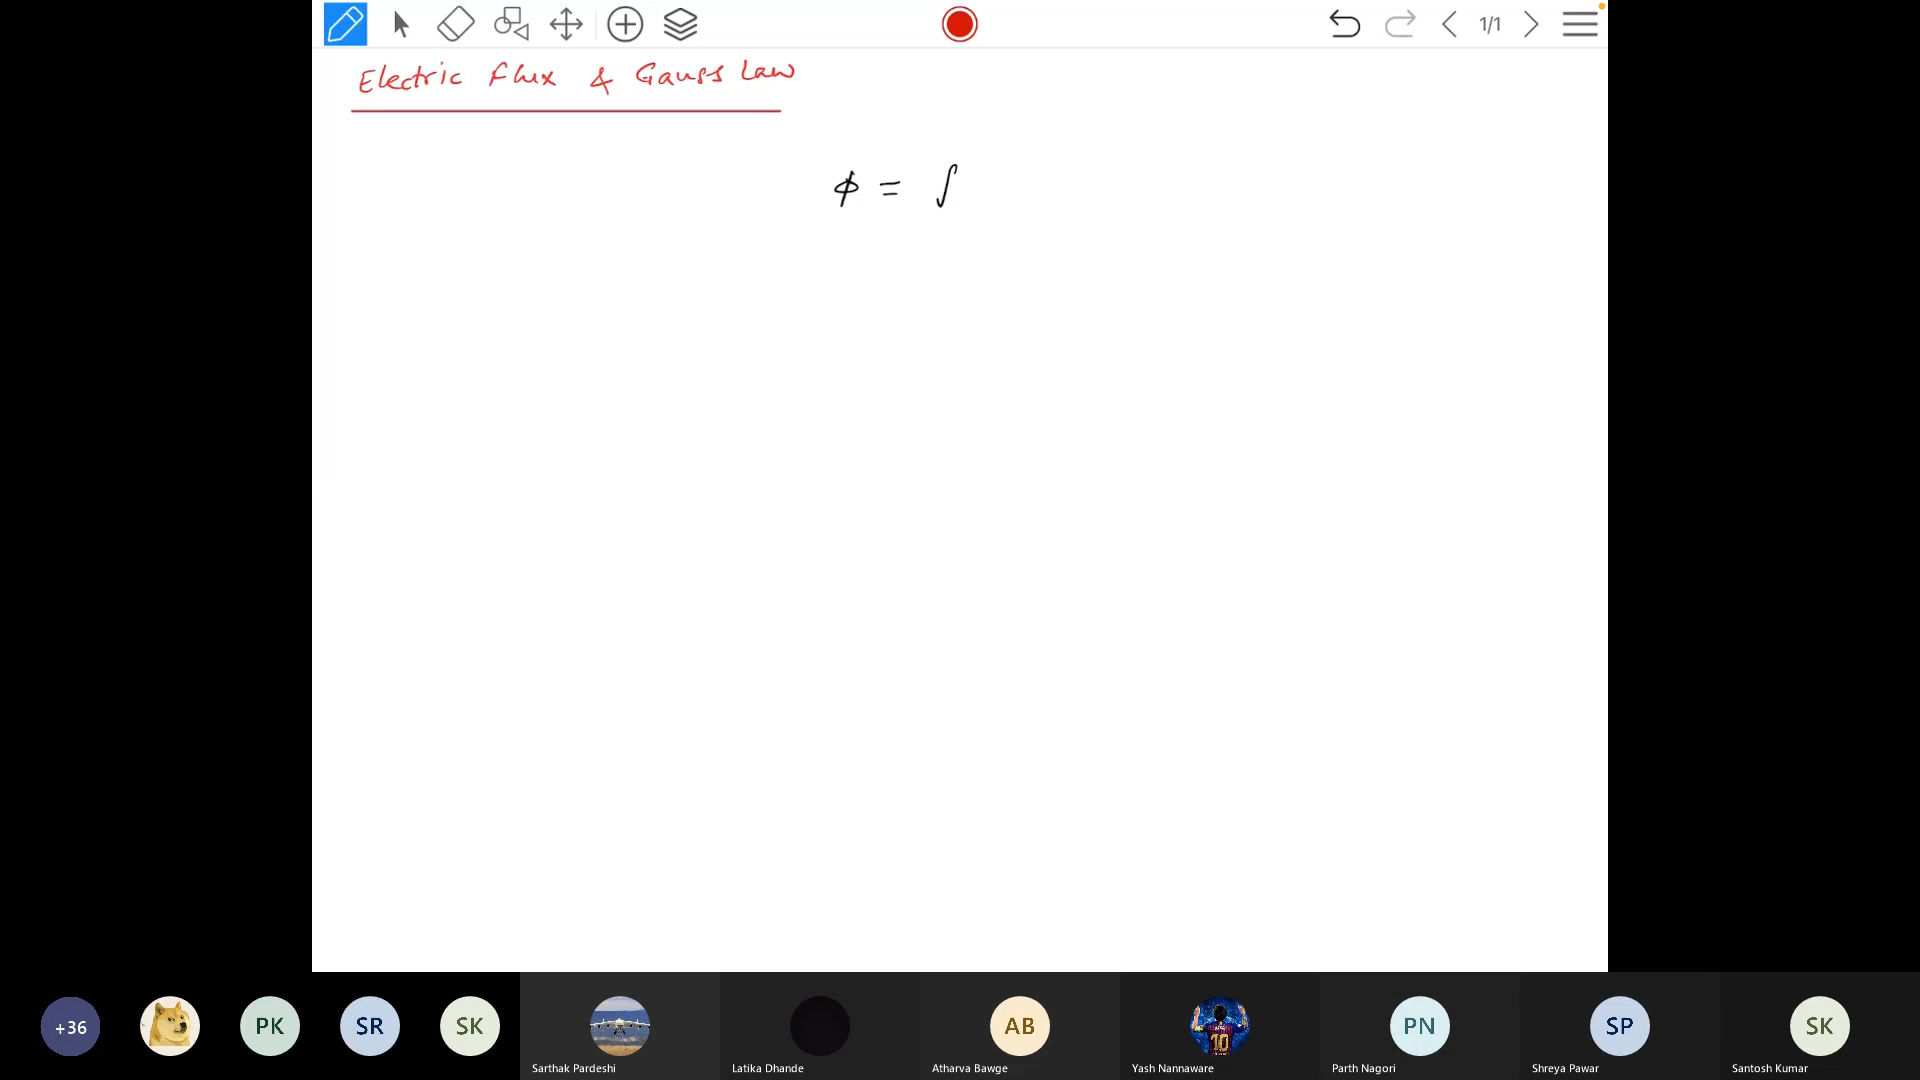 1/1
Electric Flux & Gauss Law
ϕ = ∫
+36
PK
SR
SK
AB
10
PN
SP
SK
Sarthak Pardeshi
Latika Dhande
Atharva Bawge
Yash Nannaware
Parth Nagori
Shreya Pawar
Santosh Kumar